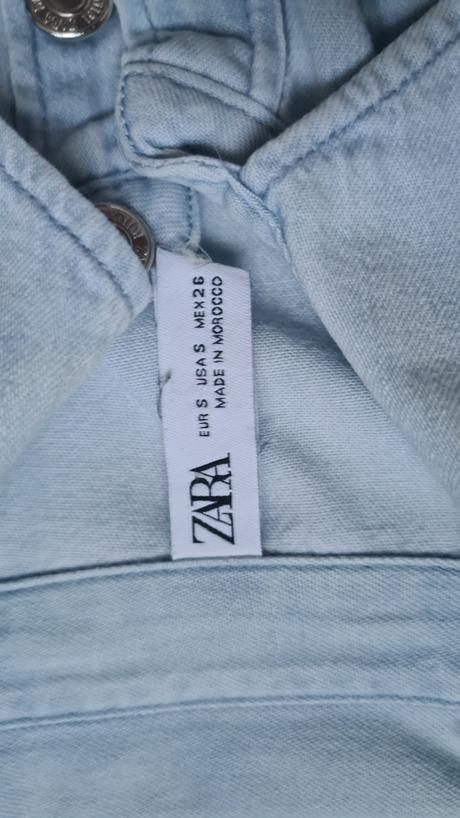 ZARA
EUR S USA S MEX 26
MADE IN MOROCCO